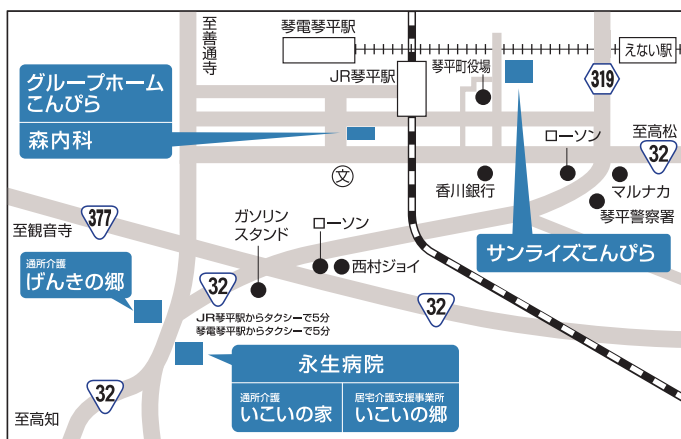 至善通寺
琴電琴平駅
えない駅
JR琴平駅
琴平町役場
319
グループホーム
こんぴら
森内科
ローソン
至高松
32
文
香川銀行
マルナカ
琴平警察署
377
至観音寺
ガソリン
スタンド
ローソン
西村ジョイ
サンライズこんぴら
通所介護
げんきの郷
32
32
JR琴平駅からタクシーで5分
琴電琴平駅からタクシーで5分
永生病院
通所介護
いこいの家
居宅介護支援事業所
いこいの郷
32
至高知